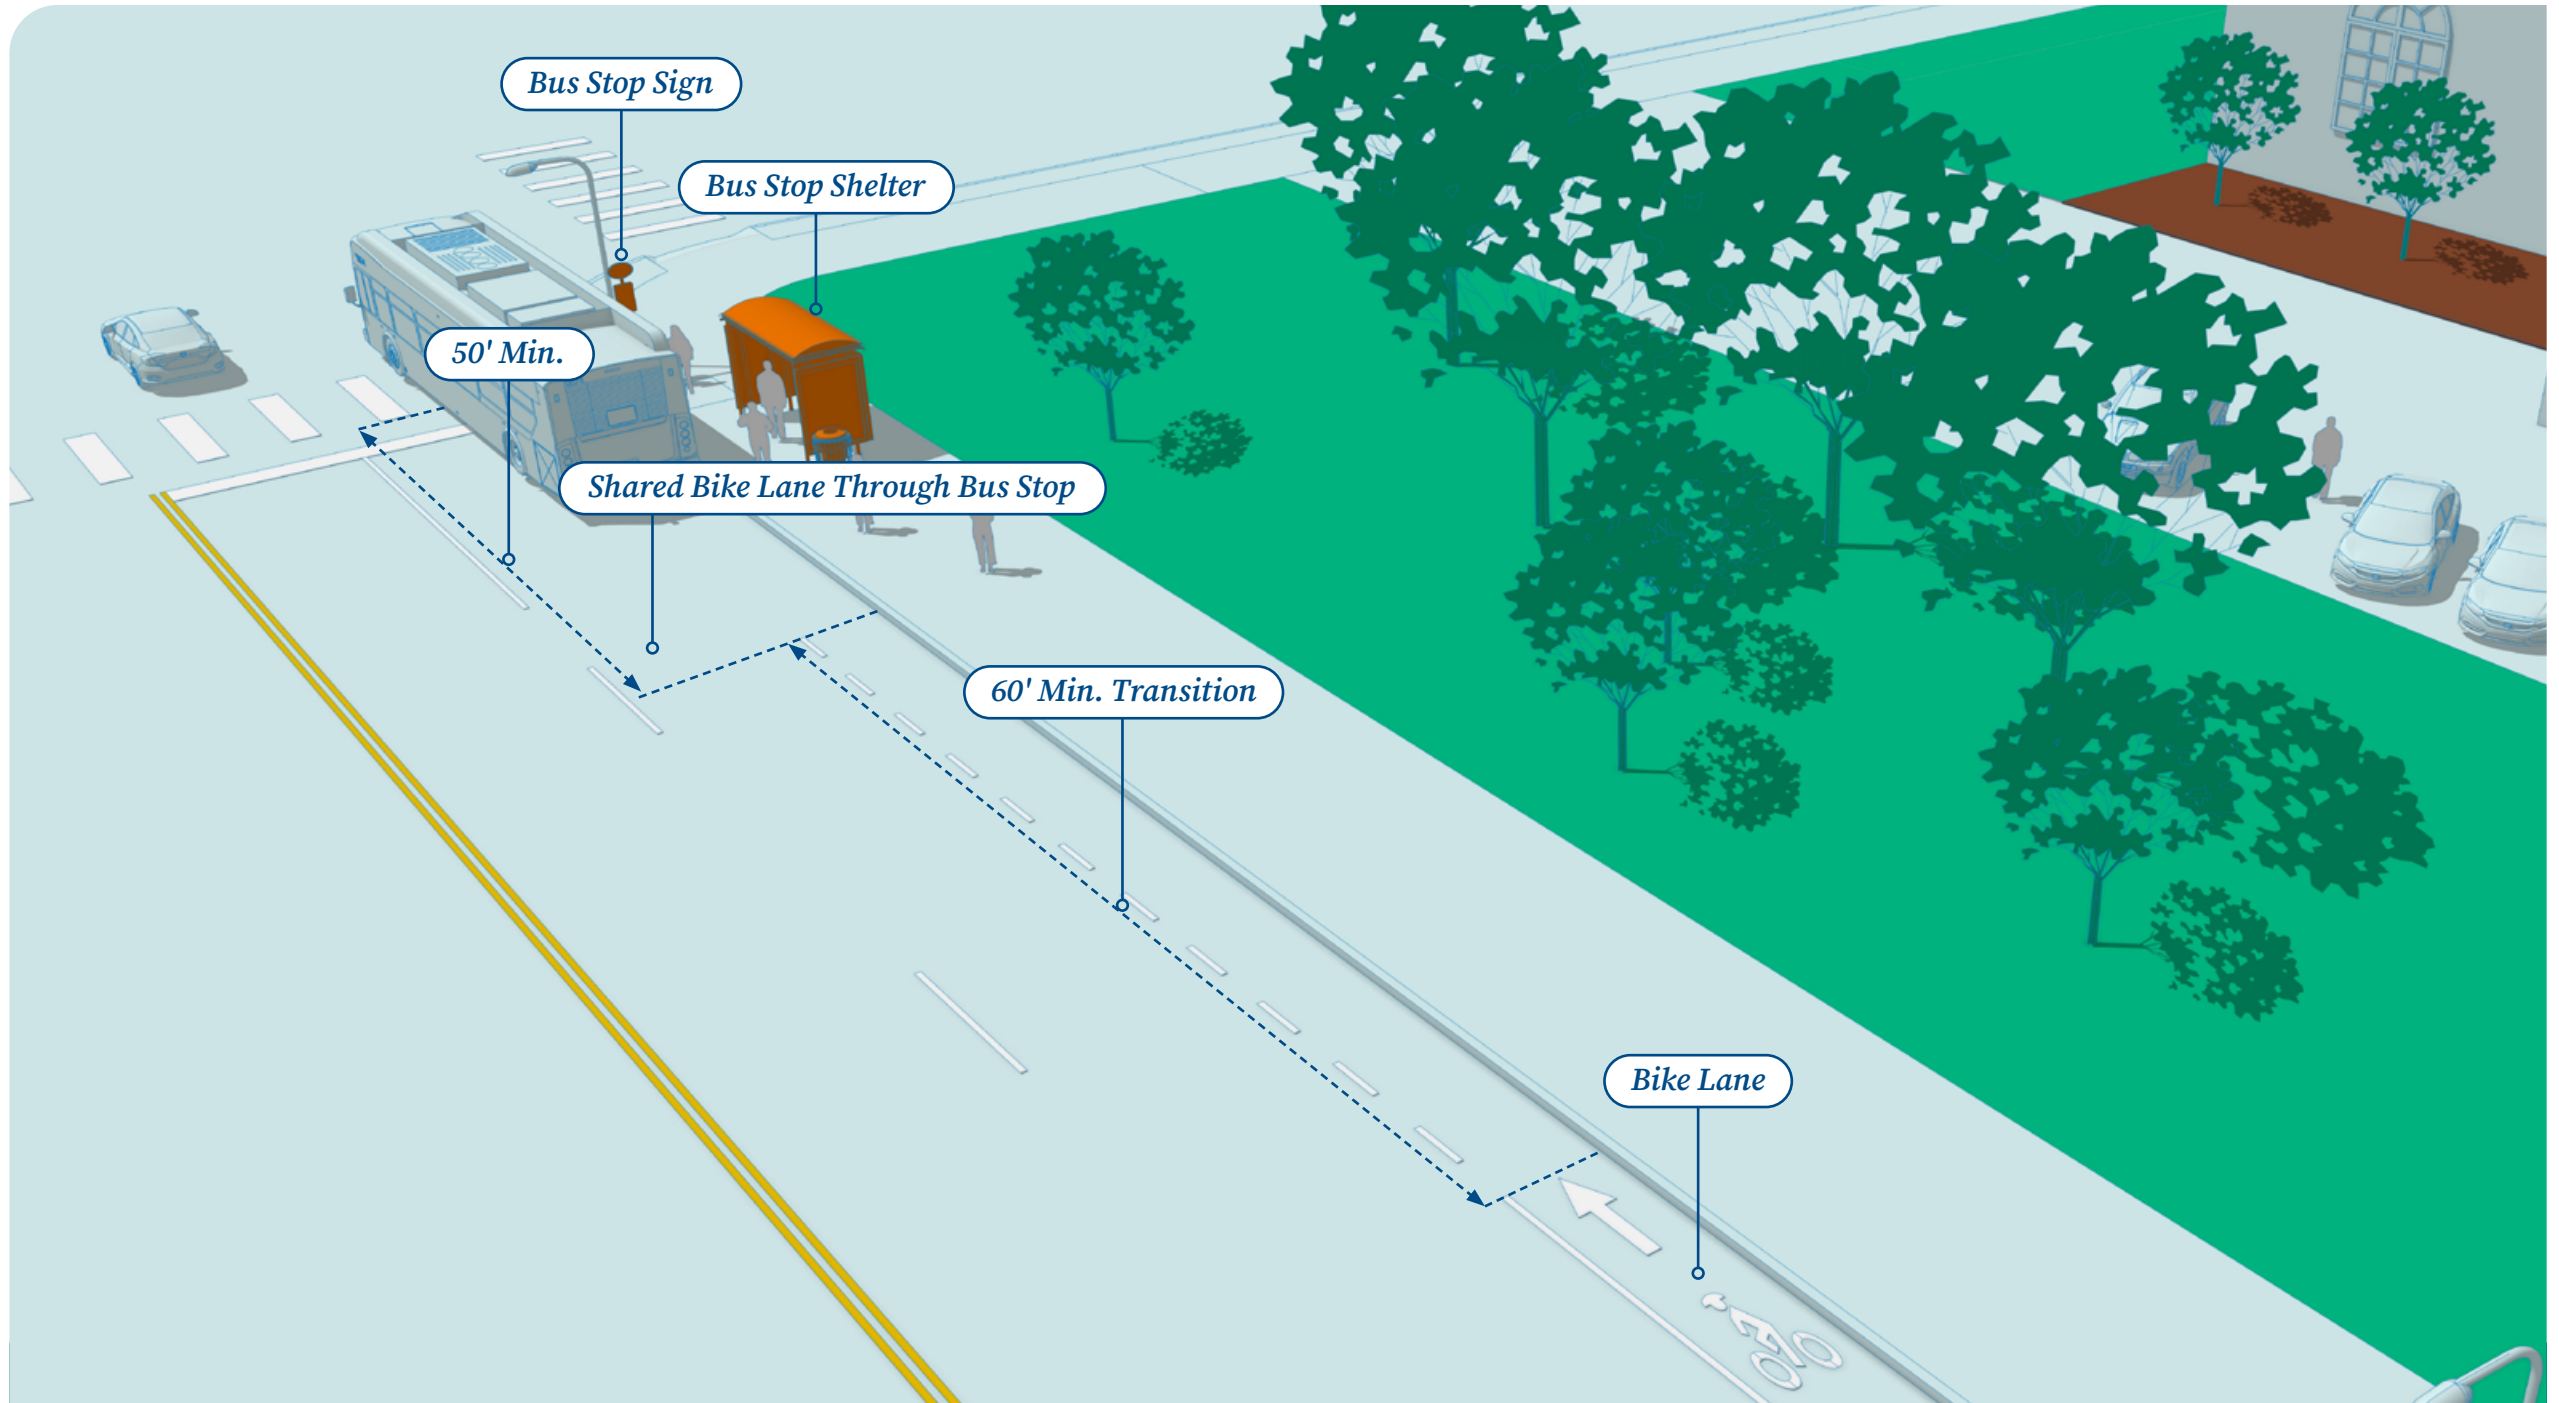 Bus Stop Sign
Bus Stop Shelter
50' Min.
Shared Bike Lane Through Bus Stop
60' Min. Transition
Bike Lane